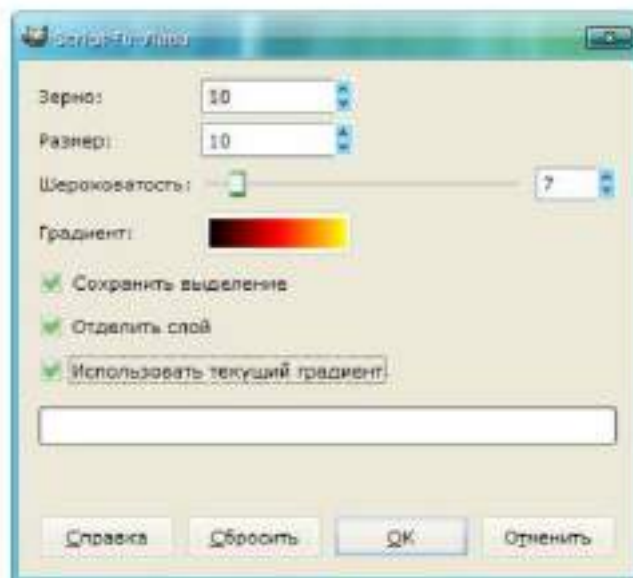 Зерно: 10
Размер: 10
Шероховатость: 7
Градиент:
Сохранить выделение
Отделить слой
Использовать текущий градиент
Справка Сбросить OK Отменить